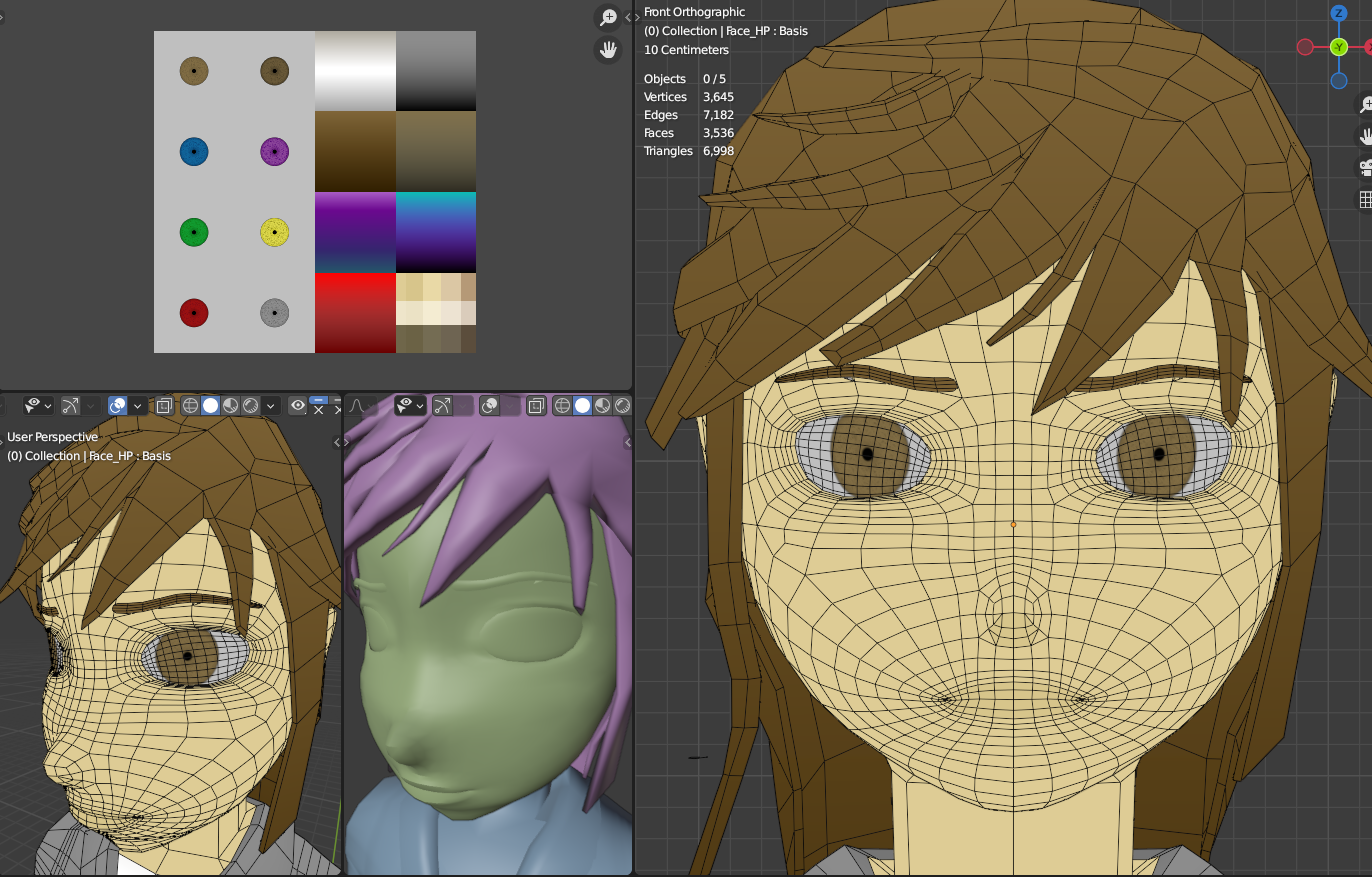 Front Orthographic
(0) Collection | Face_HP : Basis
10 Centimeters
Objects 0 / 5
Vertices 3,645
Edges 7,182
Faces 3,536
Triangles 6,998
Z
-Y
User Perspective
(0) Collection | Face_HP : Basis